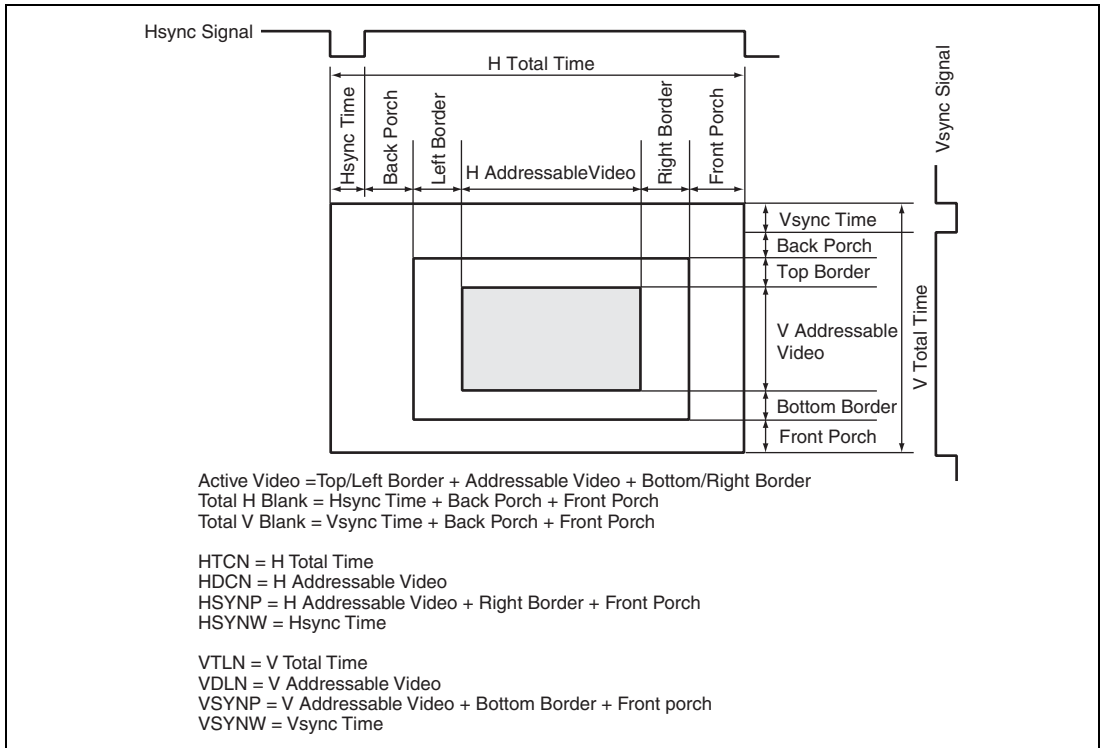 Hsync Signal
H Total Time
Hsync Time
Back Porch
Left Border
H AddressableVideo
Right Border
Front Porch
Vsync Signal
Vsync Time
Back Porch
Top Border
V Addressable
Video
Bottom Border
Front Porch
V Total Time
Active Video =Top/Left Border + Addressable Video + Bottom/Right Border
Total H Blank = Hsync Time + Back Porch + Front Porch
Total V Blank = Vsync Time + Back Porch + Front Porch
HTCN = H Total Time
HDCN = H Addressable Video
HSYNP = H Addressable Video + Right Border + Front Porch
HSYNW = Hsync Time
VTLN = V Total Time
VDLN = V Addressable Video
VSYNP = V Addressable Video + Bottom Border + Front porch
VSYNW = Vsync Time